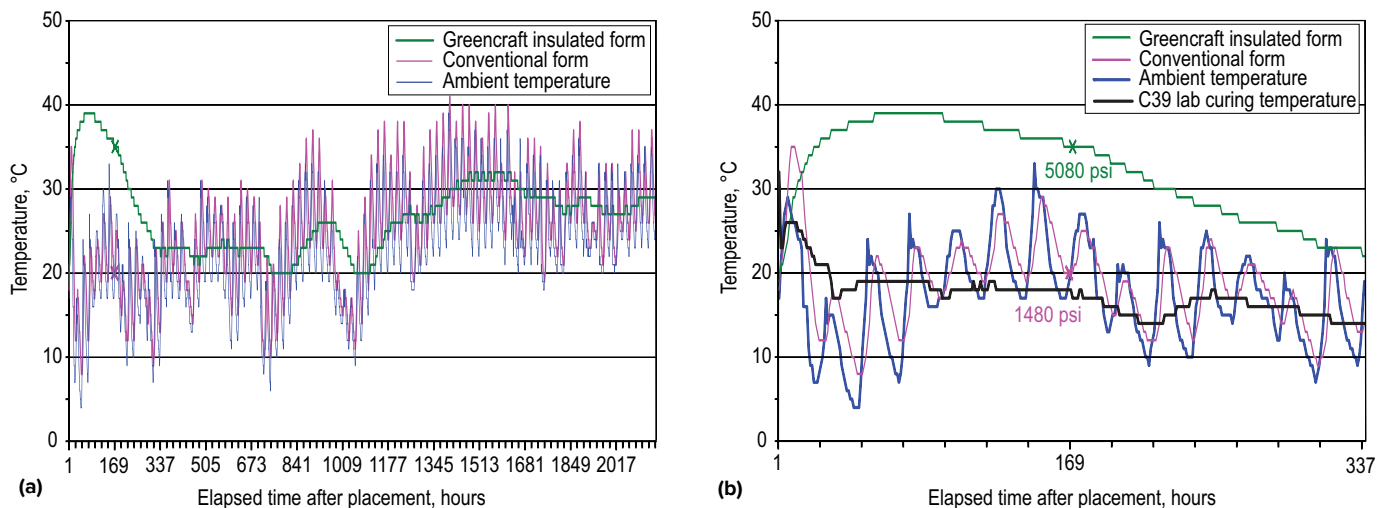 50
40
30
20
10
0
Temperature, °C
Greencraft insulated form
Conventional form
Ambient temperature
1 169 337 505 673 841 1009 1177 1345 1513 1681 1849 2017
(a)
Elapsed time after placement, hours
50
40
30
20
10
0
Temperature, °C
Greencraft insulated form
Conventional form
Ambient temperature
C39 lab curing temperature
5080 psi
1480 psi
1 169 337
(b)
Elapsed time after placement, hours